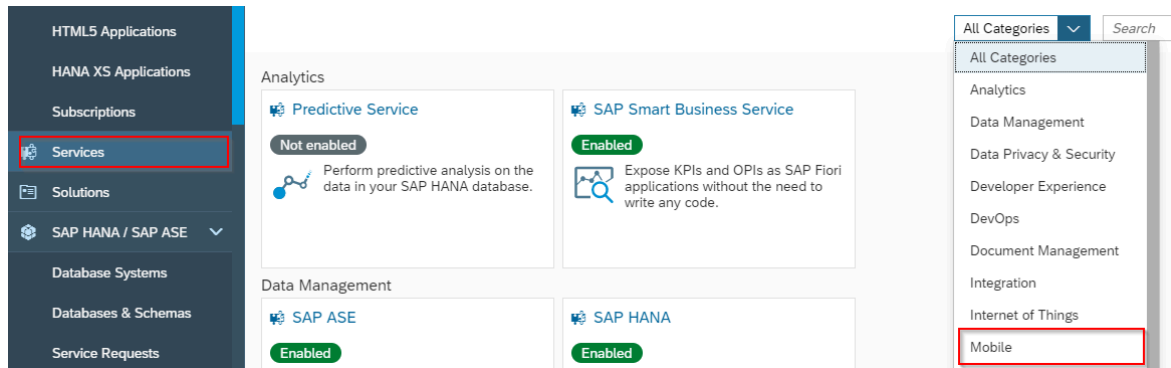 HTML5 Applications
HANA XS Applications
Subscriptions
Services
Solutions
SAP HANA / SAP ASE
Database Systems
Databases & Schemas
Service Requests
All Categories
Search
Analytics
Predictive Service
Not enabled
Perform predictive analysis on the
data in your SAP HANA database.
SAP Smart Business Service
Enabled
Expose KPIs and OPIs as SAP Fiori
applications without the need to
write any code.
Data Management
SAP ASE
Enabled
SAP HANA
Enabled
All Categories
Analytics
Data Management
Data Privacy & Security
Developer Experience
DevOps
Document Management
Integration
Internet of Things
Mobile